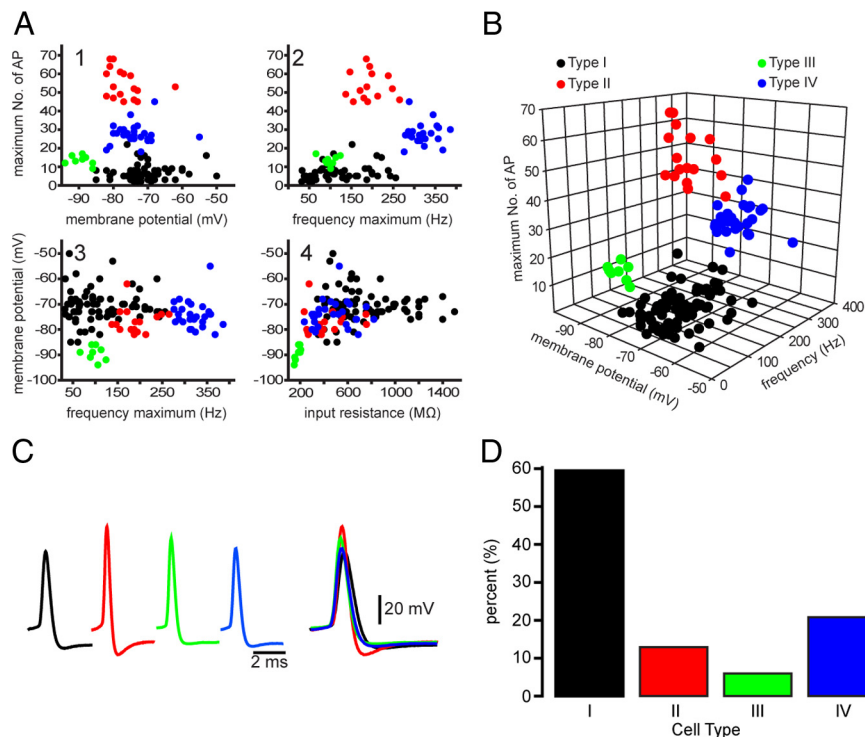 A
1
maximum No. of AP
70
60
50
40
30
20
10
0
-90 -80 -70 -60 -50
membrane potential (mV)
2
70
60
50
40
30
20
10
0
50 150 250 350
frequency maximum (Hz)
3
membrane potential (mV)
-50
-60
-70
-80
-90
-100
50 150 250 350
frequency maximum (Hz)
4
-50
-60
-70
-80
-90
-100
200 600 1000 1400
input resistance (MΩ)
B
Type I
Type II
Type III
Type IV
maximum No. of AP
70
60
50
40
30
20
10
-90
-80
-70
-60
-50
membrane potential (mV)
0
100
200
300
400
frequency (Hz)
C
20 mV
2 ms
D
percent (%)
60
50
40
30
20
10
0
I II III IV
Cell Type